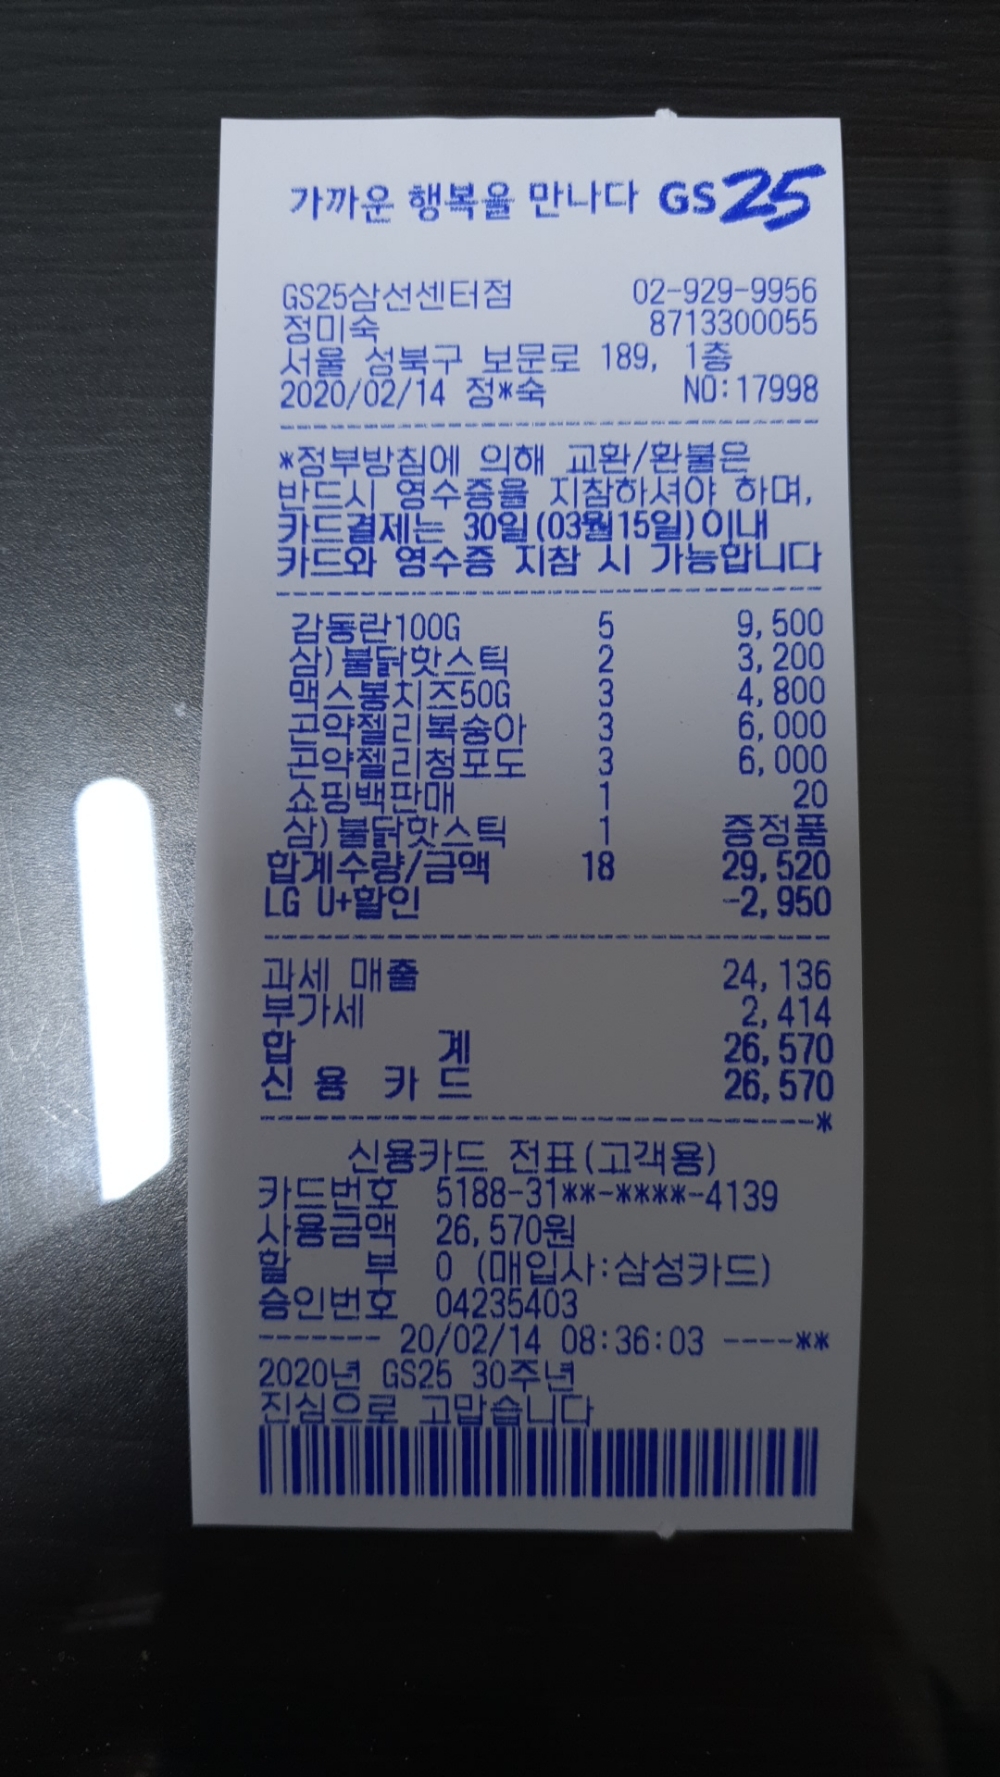 가까운 행복을 만나다 GS25
GS25삼선센터점 02-929-9956
정미숙 8713300055
서울 성북구 보문로 189, 1층
2020/02/14 정*숙 NO:17998
*정부방침에 의해 교환/환불은
반드시 영수증을 지참하셔야 하며,
카드결제는 30일(03월15일)이내
카드와 영수증 지참 시 가능합니다
감동란100G 5 9,500
삼)불닭핫스틱 2 3,200
맥스봉치즈50G 3 4,800
곤약젤리복숭아 3 6,000
곤약젤리청포도 3 6,000
쇼핑백판매 1 20
삼)불닭핫스틱 1 증정품
합계수량/금액 18 29,520
LG U+할인 -2,950
과세 매출 24,136
부가세 2,414
합 계 26,570
신 용 카 드 26,570
*
신용카드 전표(고객용)
카드번호 5188-31**-****-4139
사용금액 26,570원
할 부 0 (매입사:삼성카드)
승인번호 04235403
------- 20/02/14 08:36:03 ----**
2020년 GS25 30주년
진심으로 고맙습니다